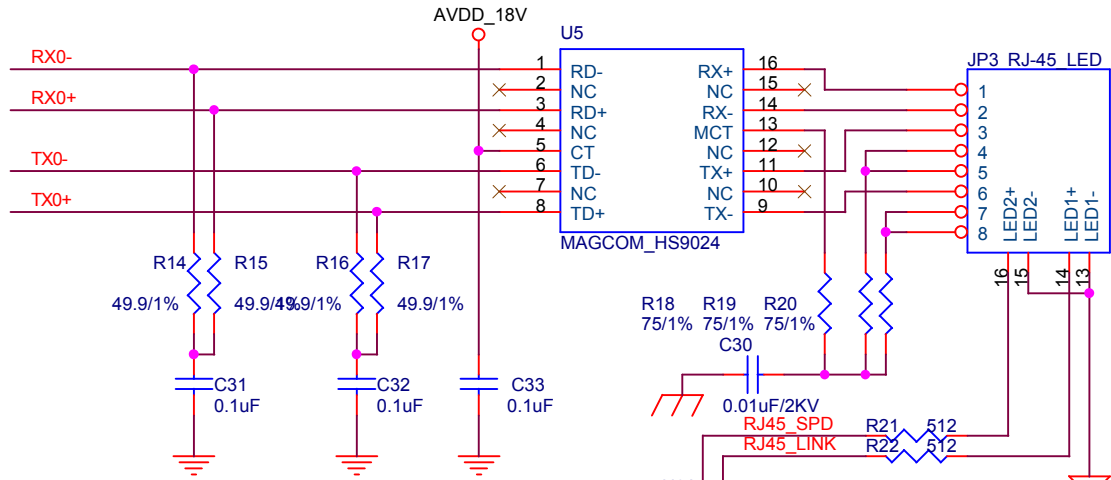 AVDD_18V
U5
JP3 RJ-45_LED
RX0-
1 RD- RX+ 16
2 NC NC 15
1
RX0+
3 RD+ RX- 14
2
4 NC MCT 13
3
5 CT NC 12
4
TX0-
6 TD- TX+ 11
5
7 NC NC 10
6
TX0+
8 TD+ TX- 9
7
8
LED2+
LED2-
LED1+
LED1-
MAGCOM_HS9024
16
15
14
13
R14 R15 R16 R17
49.9/1% 49.9/1% 49.9/1% 49.9/1%
R18 R19 R20
75/1% 75/1% 75/1%
C30
0.01uF/2KV
C31
0.1uF
C32
0.1uF
C33
0.1uF
RJ45_SPD R21 512
RJ45_LINK R22 512